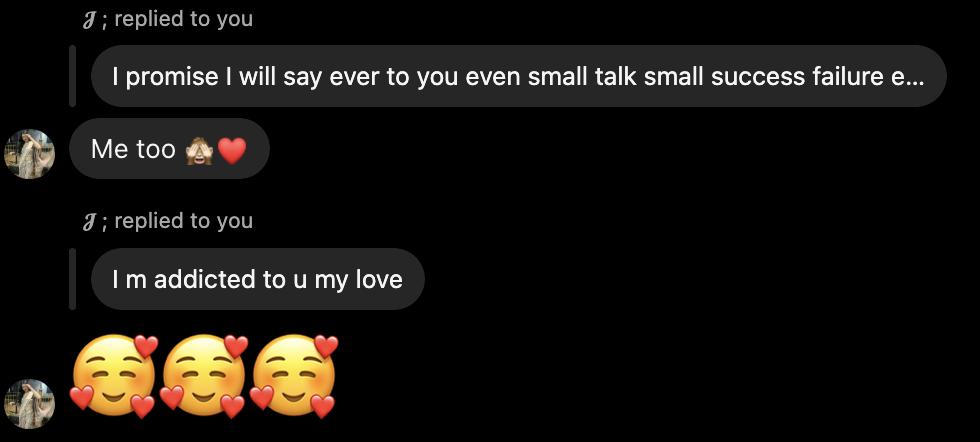 𝒥 ; replied to you
I promise I will say ever to you even small talk small success failure e...
Me too 🙈❤️
𝒥 ; replied to you
I m addicted to u my love
🥰🥰🥰